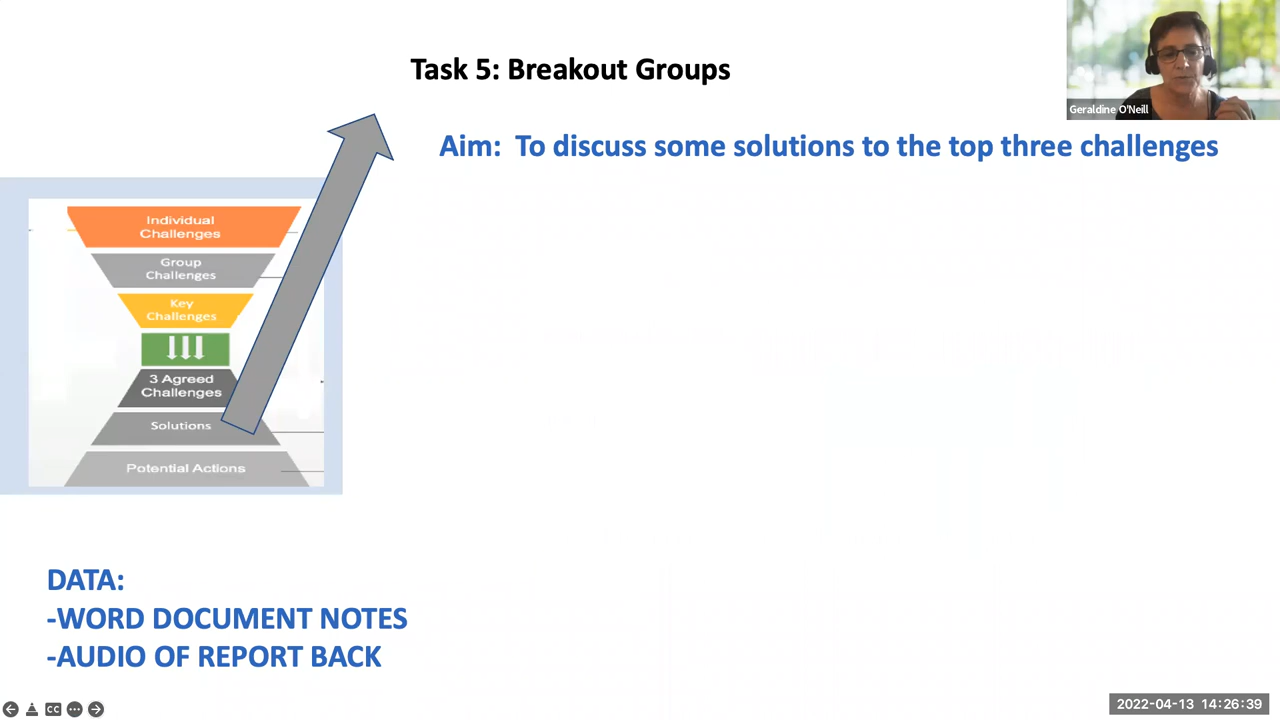 Task 5: Breakout Groups
Geraldine O'Neill
Aim: To discuss some solutions to the top three challenges
Individual
Challenges
Group
Challenges
Key
Challenges
3 Agreed
Challenges
Solutions
Potential Actions
DATA:
-WORD DOCUMENT NOTES
-AUDIO OF REPORT BACK
CC
2022-04-13 14:26:39